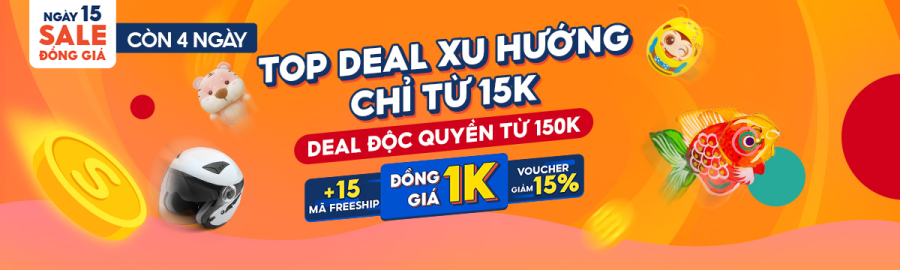 NGÀY 15
SALE
ĐỒNG GIÁ
CÒN 4 NGÀY
TOP DEAL XU HƯỚNG
CHỈ TỪ 15K
DEAL ĐỘC QUYỀN TỪ 150K
+15
MÃ FREESHIP
ĐỒNG
GIÁ
1K
VOUCHER
GIẢM 15%
S